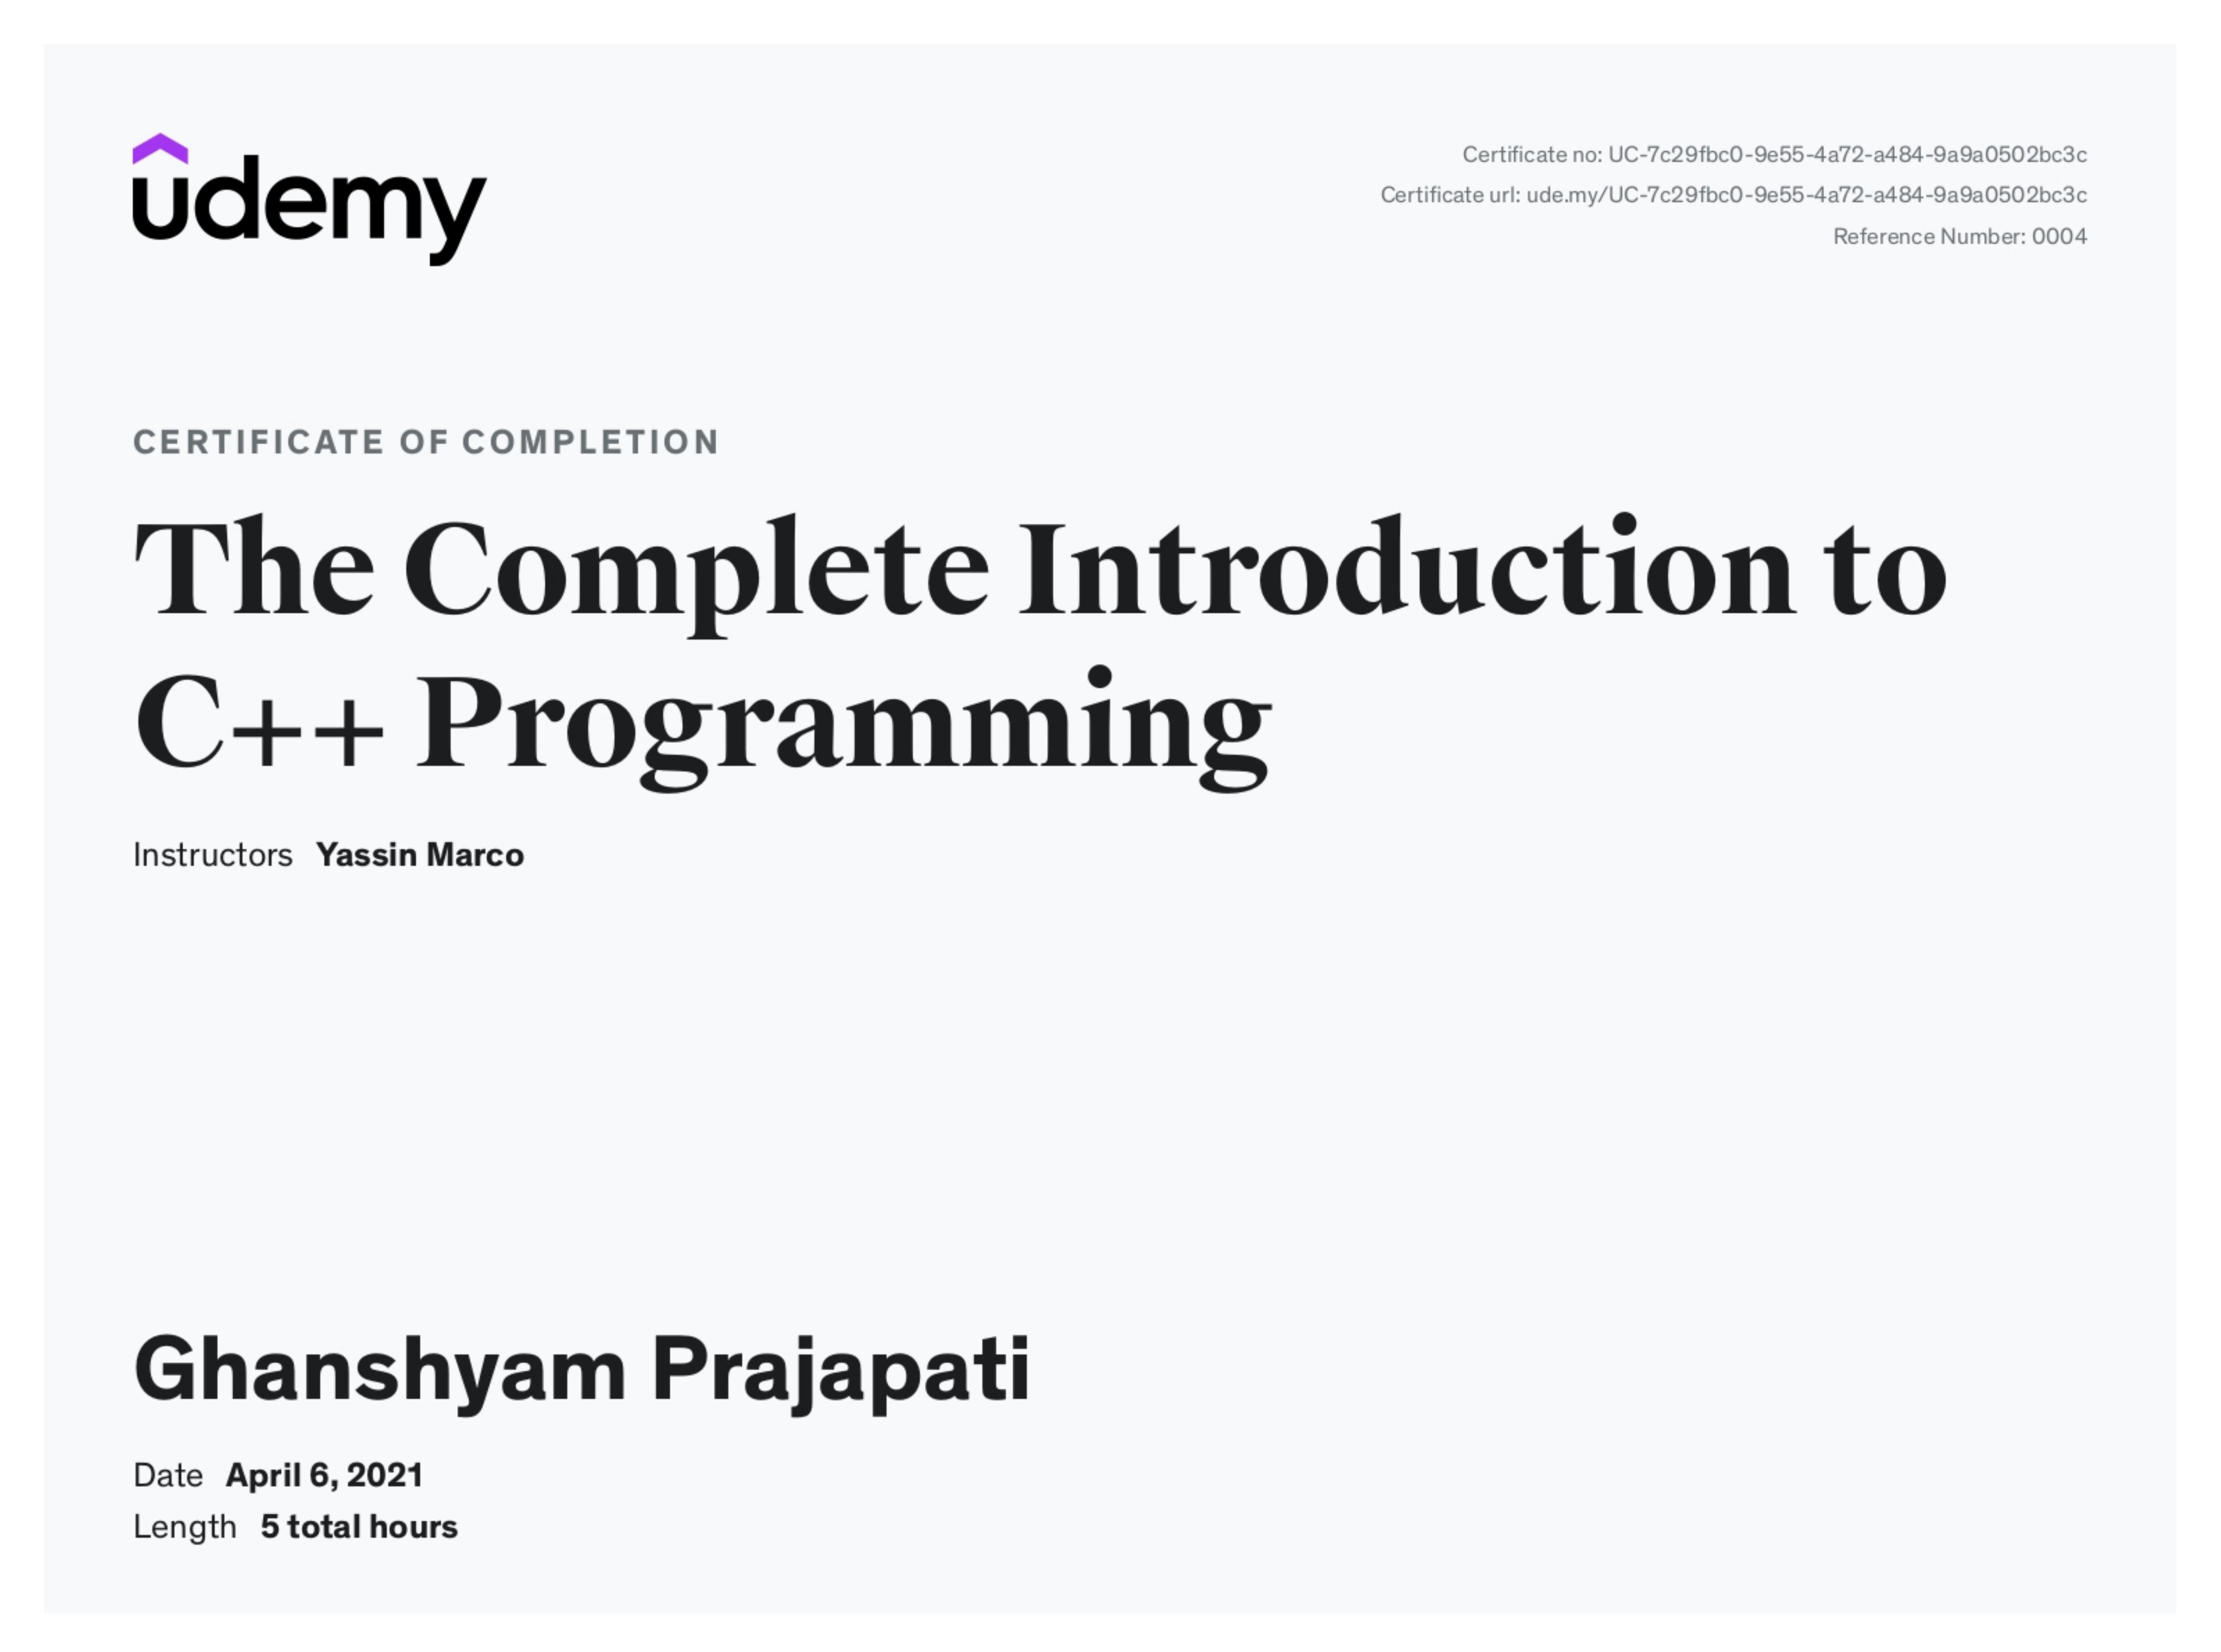 udemy
Certificate no: UC-7c29fbc0-9e55-4a72-a484-9a9a0502bc3c
Certificate url: ude.my/UC-7c29fbc0-9e55-4a72-a484-9a9a0502bc3c
Reference Number: 0004
CERTIFICATE OF COMPLETION
The Complete Introduction to
C++ Programming
Instructors Yassin Marco
Ghanshyam Prajapati
Date April 6, 2021
Length 5 total hours